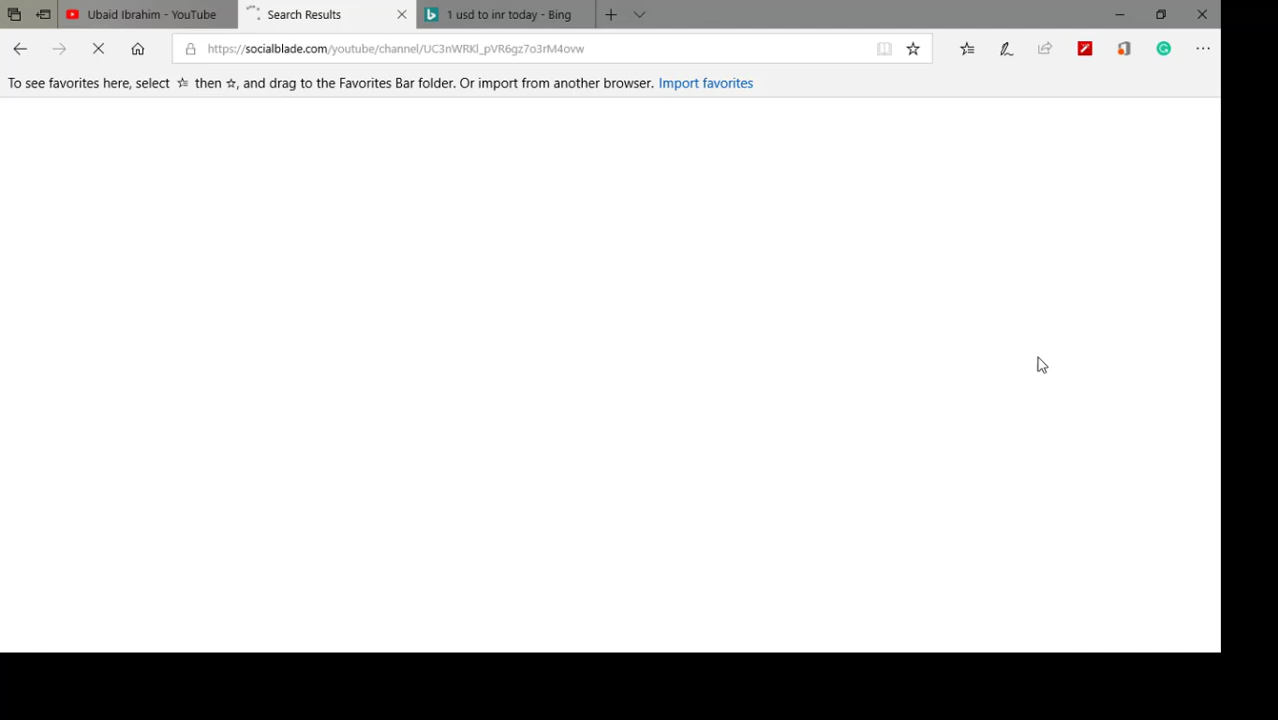 Ubaid Ibrahim - YouTube
Search Results
1 usd to inr today - Bing
https://socialblade.com/youtube/channel/UC3nWRKl_pVR6gz7o3rM4ovw
To see favorites here, select then , and drag to the Favorites Bar folder. Or import from another browser. Import favorites